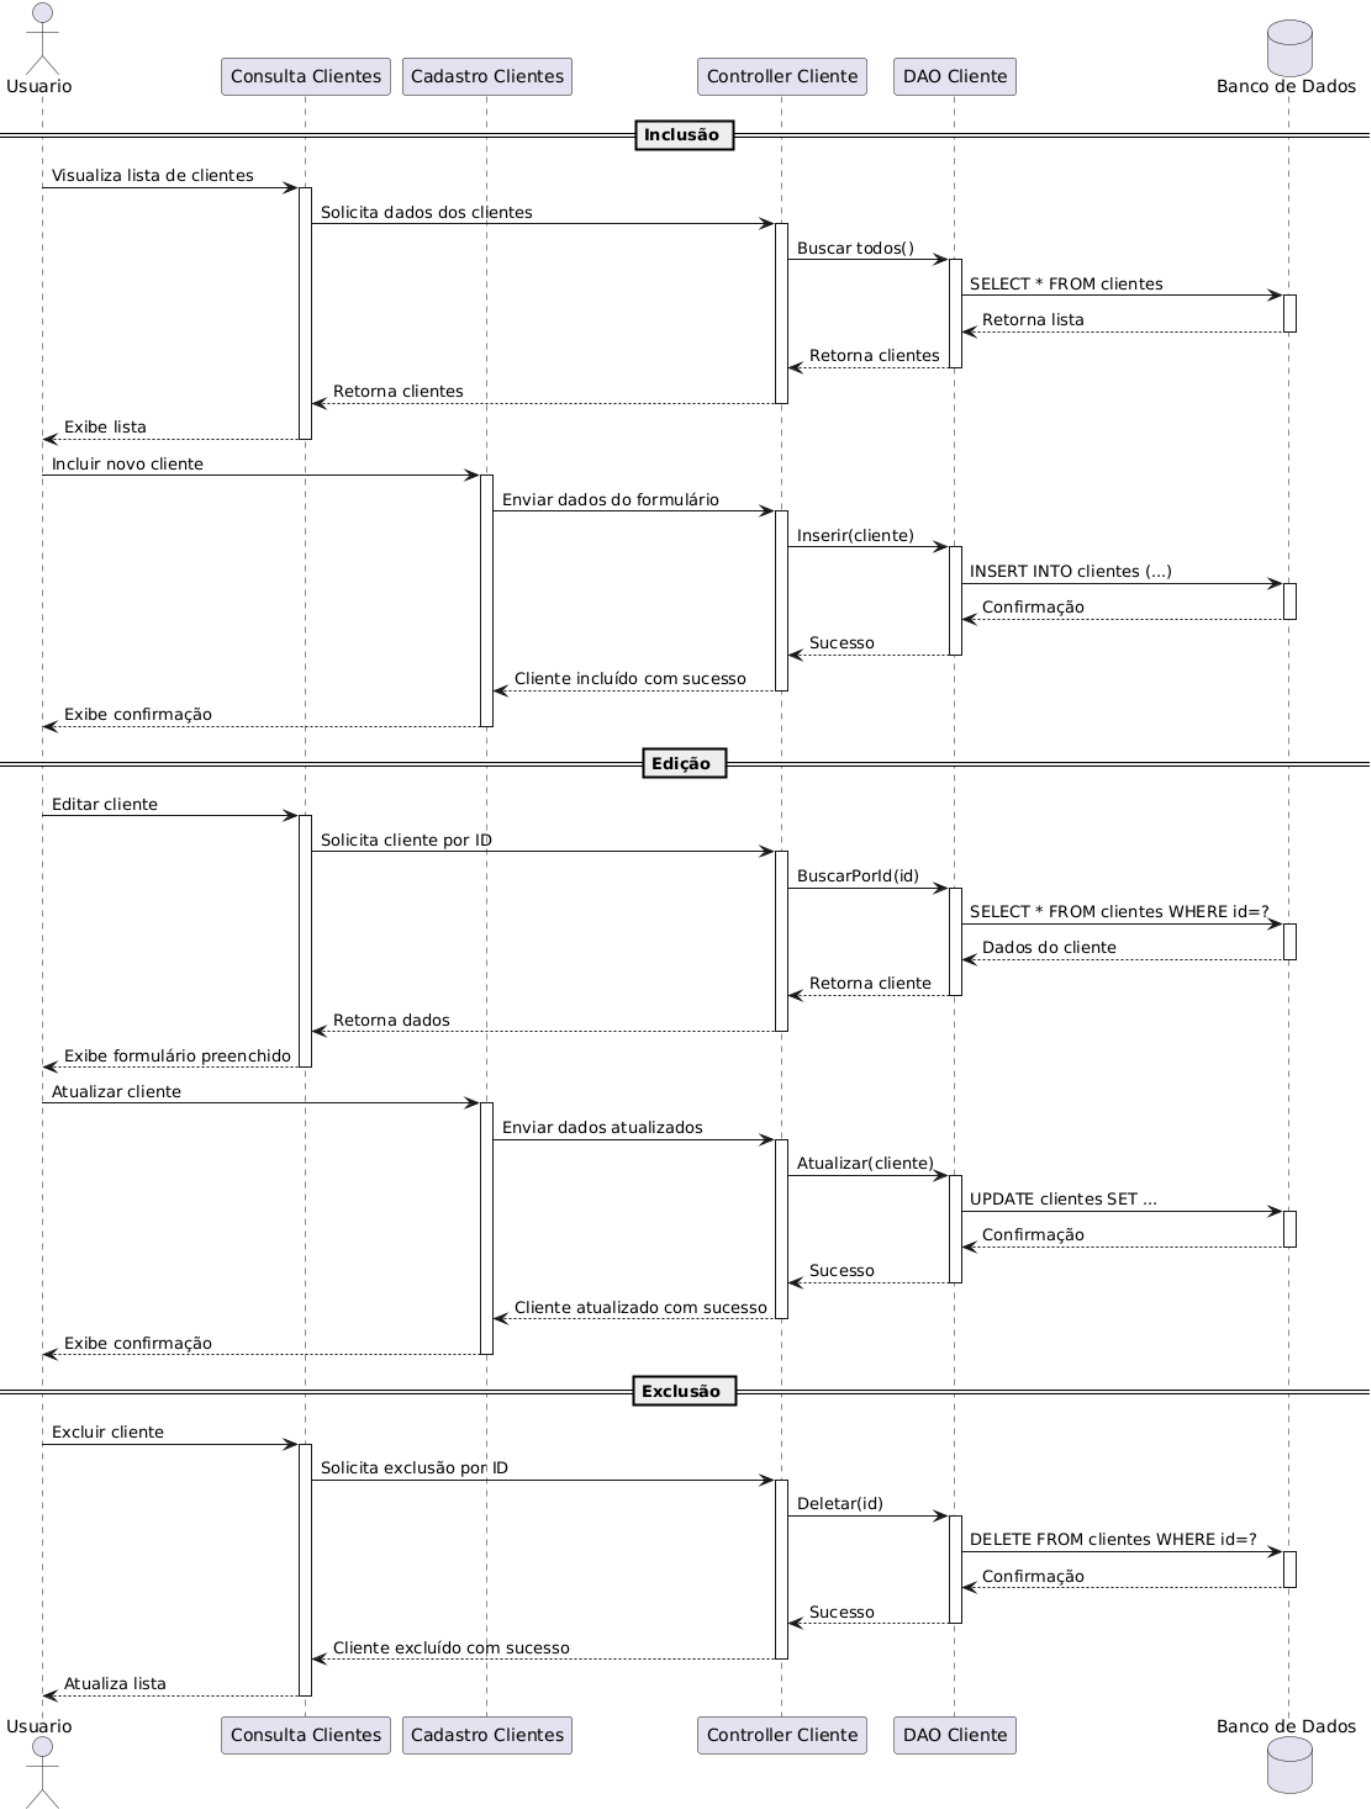 Usuario
Consulta Clientes
Cadastro Clientes
Controller Cliente
DAO Cliente
Banco de Dados
Inclusão
Visualiza lista de clientes
Solicita dados dos clientes
Buscar todos()
SELECT * FROM clientes
Retorna lista
Retorna clientes
Retorna clientes
Exibe lista
Incluir novo cliente
Enviar dados do formulário
Inserir(cliente)
INSERT INTO clientes (...)
Confirmação
Sucesso
Cliente incluído com sucesso
Exibe confirmação
Edição
Editar cliente
Solicita cliente por ID
BuscarPorId(id)
SELECT * FROM clientes WHERE id=?
Dados do cliente
Retorna cliente
Retorna dados
Exibe formulário preenchido
Atualizar cliente
Enviar dados atualizados
Atualizar(cliente)
UPDATE clientes SET ...
Confirmação
Sucesso
Cliente atualizado com sucesso
Exibe confirmação
Exclusão
Excluir cliente
Solicita exclusão por ID
Deletar(id)
DELETE FROM clientes WHERE id=?
Confirmação
Sucesso
Cliente excluído com sucesso
Atualiza lista
Usuario
Consulta Clientes
Cadastro Clientes
Controller Cliente
DAO Cliente
Banco de Dados